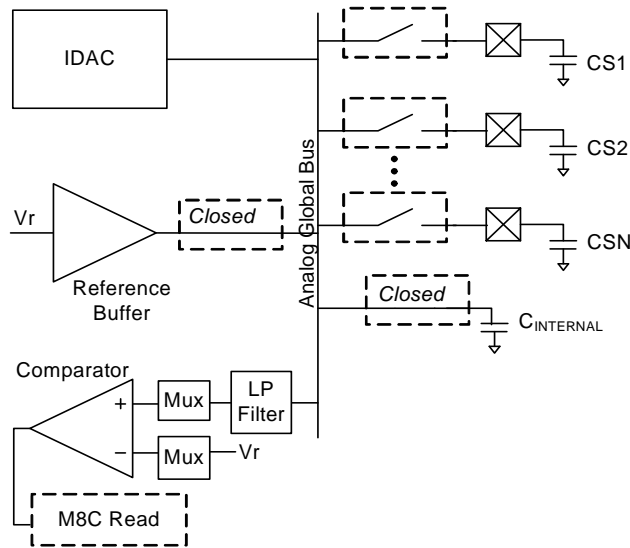 IDAC
CS1
CS2
Analog Global Bus
Vr
Closed
CSN
Reference
Buffer
Closed
CINTERNAL
Comparator
+
Mux
LP
Filter
−
Mux
Vr
M8C Read